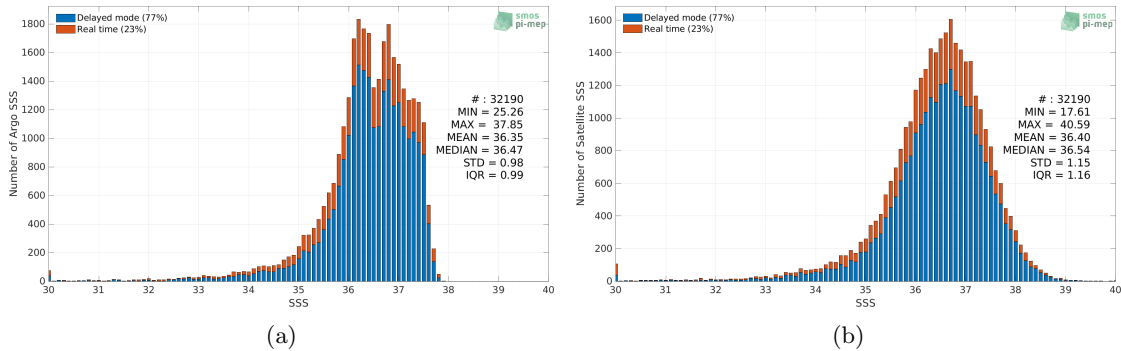 Delayed mode (77%)
Real time (23%)
smos
pi-mep
Number of Argo SSS
1800
1600
1400
1200
1000
800
600
400
200
0
# : 32190
MIN = 25.26
MAX = 37.85
MEAN = 36.35
MEDIAN = 36.47
STD = 0.98
IQR = 0.99
30 31 32 33 34 35 36 37 38 39 40
SSS
(a)
Delayed mode (77%)
Real time (23%)
smos
pi-mep
Number of Satellite SSS
1600
1400
1200
1000
800
600
400
200
0
# : 32190
MIN = 17.61
MAX = 40.59
MEAN = 36.40
MEDIAN = 36.54
STD = 1.15
IQR = 1.16
30 31 32 33 34 35 36 37 38 39 40
SSS
(b)